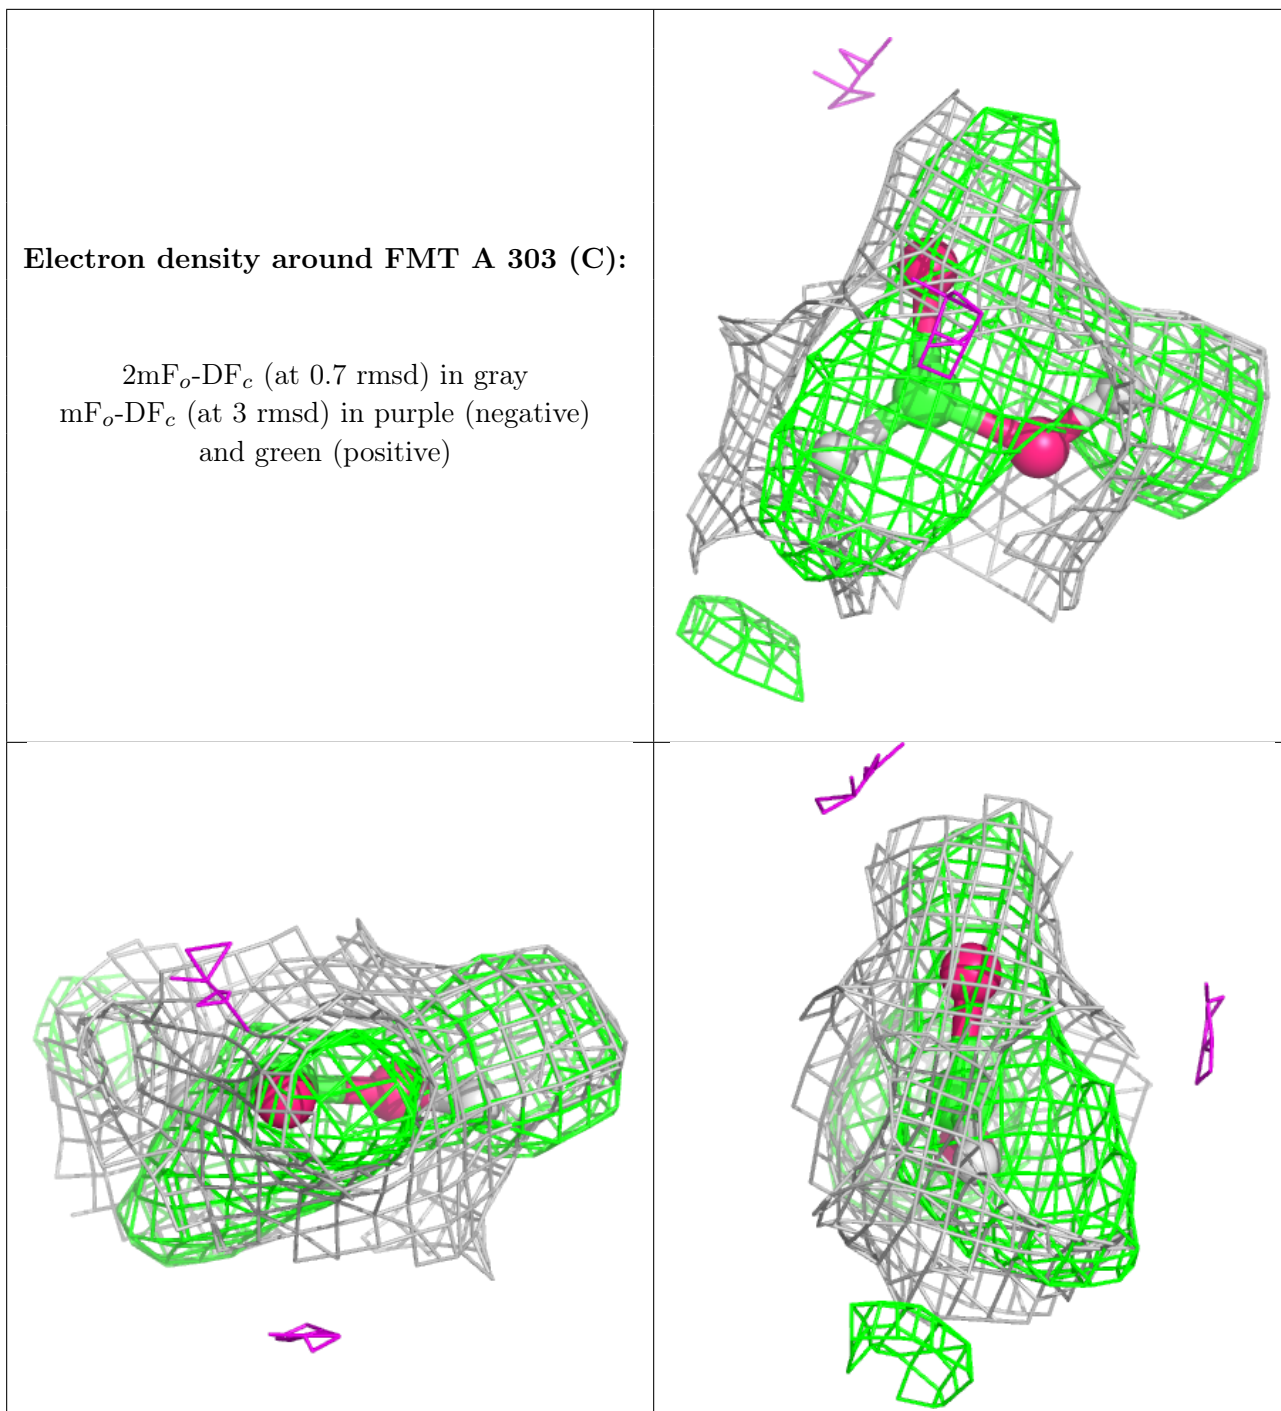 Electron density around FMT A 303 (C):
2mFo-DFc (at 0.7 rmsd) in gray
mFo-DFc (at 3 rmsd) in purple (negative)
and green (positive)